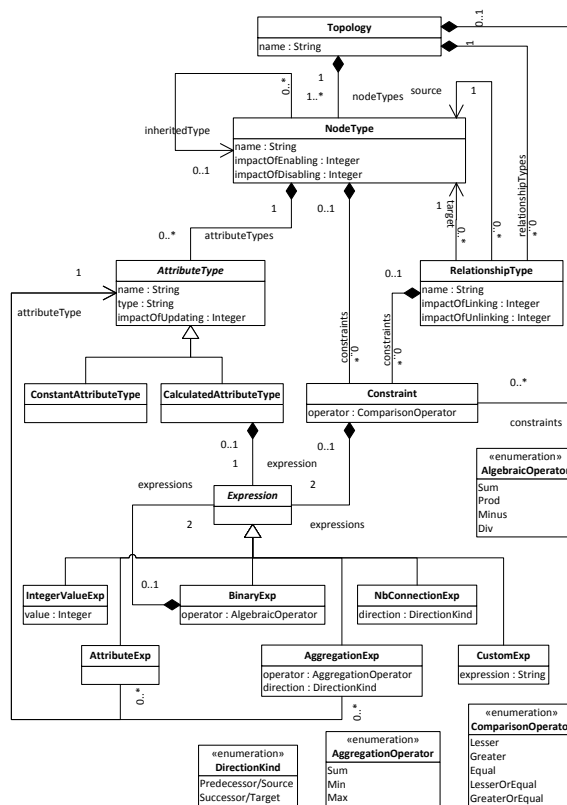 Topology
name : String
0..1
1
1
1..*
nodeTypes
source
1
0..*
inheritedType
0..1
NodeType
name : String
impactOfEnabling : Integer
impactOfDisabling : Integer
1
target
0..*
0..*
0..*
relationshipTypes
1
0..1
0..*
attributeTypes
AttributeType
name : String
type : String
impactOfUpdating : Integer
1
attributeType
0..1
RelationshipType
name : String
impactOfLinking : Integer
impactOfUnlinking : Integer
constraints
0..*
constraints
0..*
ConstantAttributeType
CalculatedAttributeType
Constraint
operator : ComparisonOperator
0..*
constraints
0..1
1
expression
0..1
2
expressions
expressions
2
Expression
«enumeration»
AlgebraicOperator
Sum
Prod
Minus
Div
IntegerValueExp
value : Integer
0..1
BinaryExp
operator : AlgebraicOperator
NbConnectionExp
direction : DirectionKind
AttributeExp
0..*
AggregationExp
operator : AggregationOperator
direction : DirectionKind
0..*
CustomExp
expression : String
«enumeration»
DirectionKind
Predecessor/Source
Successor/Target
«enumeration»
AggregationOperator
Sum
Min
Max
«enumeration»
ComparisonOperator
Lesser
Greater
Equal
LesserOrEqual
GreaterOrEqual